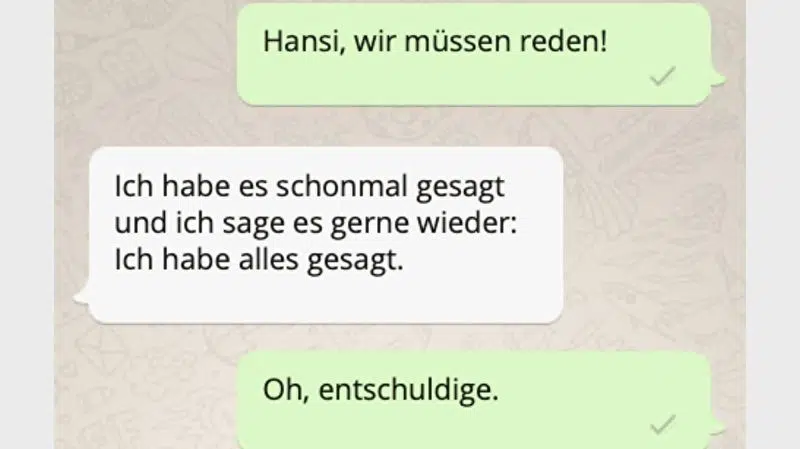 Hansi, wir müssen reden!
Ich habe es schonmal gesagt
und ich sage es gerne wieder:
Ich habe alles gesagt.
Oh, entschuldige.